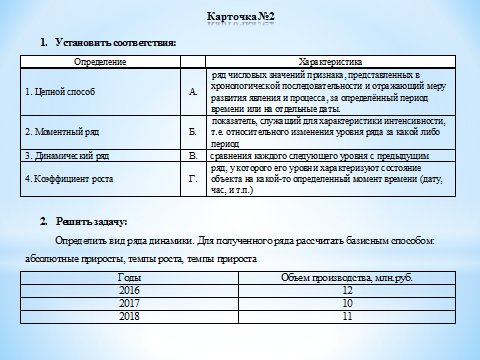 Карточка №2
1. Установить соответствия:
Определение Характеристика
1. Цепной способ А. ряд числовых значений признака, представленных в
хронологической последовательности и отражающий меру
развития явления и процесса, за определённый период
времени или на отдельные даты.
2. Моментный ряд Б. показатель, служащий для характеристики интенсивности,
т.е. относительного изменения уровня ряда за какой либо
период
3. Динамический ряд В. сравнения каждого следующего уровня с предыдущим
4. Коэффициент роста Г. ряд, у которого его уровни характеризуют состояние
объекта на какой-то определенный момент времени (дату,
час, и т.п.)
2. Решить задачу:
Определить вид ряда динамики. Для полученного ряда рассчитать базисным способом:
абсолютные приросты, темпы роста, темпы прироста
Годы Объем производства, млн.руб.
2016 12
2017 10
2018 11